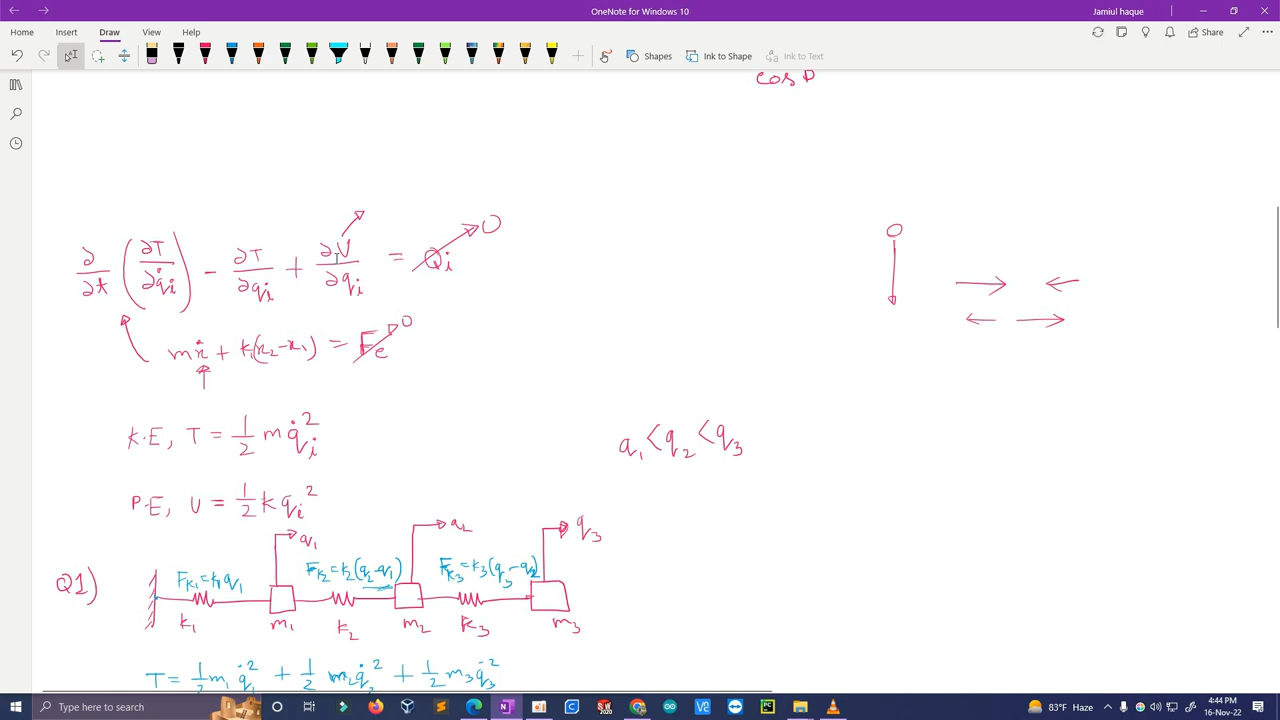 OneNote for Windows 10
Jamiul haque
Home Insert Draw View Help
Share
Shapes Ink to Shape Ink to Text
cos D
∂/∂t (∂T/∂q̇i) - ∂T/∂qi + ∂U/∂qi = Qi 0
mẍ + k(x2-x1) = Fe 0
K.E, T = 1/2 m q̇i²
q1 < q2 < q3
P.E, U = 1/2 k qi²
q1 q2 q3
Q1) Fk1=k1q1 Fk2=k2(q2-q1) Fk3=k3(q3-q2)
k1 m1 k2 m2 k3 m3
T = 1/2 m1 q̇1² + 1/2 m2 q̇2² + 1/2 m3 q̇3²
Type here to search
83°F Haze
4:44 PM
16-Nov-22